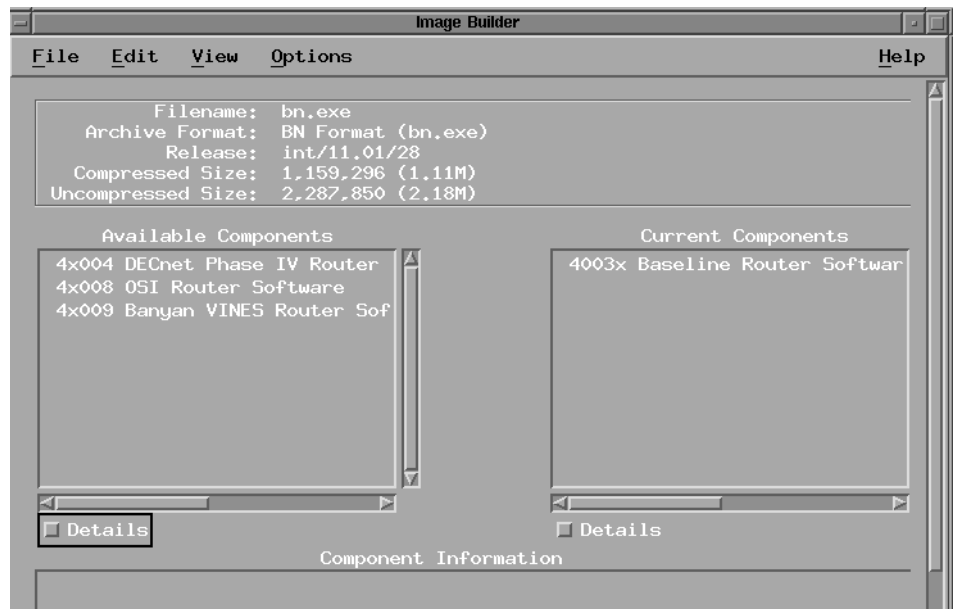 Image Builder
File Edit View Options Help
Filename: bn.exe
Archive Format: BN Format (bn.exe)
Release: int/11.01/28
Compressed Size: 1,159,296 (1.11M)
Uncompressed Size: 2,287,850 (2.18M)
Available Components
4x004 DECnet Phase IV Router
4x008 OSI Router Software
4x009 Banyan VINES Router Sof
Details
Current Components
4003x Baseline Router Softwar
Details
Component Information